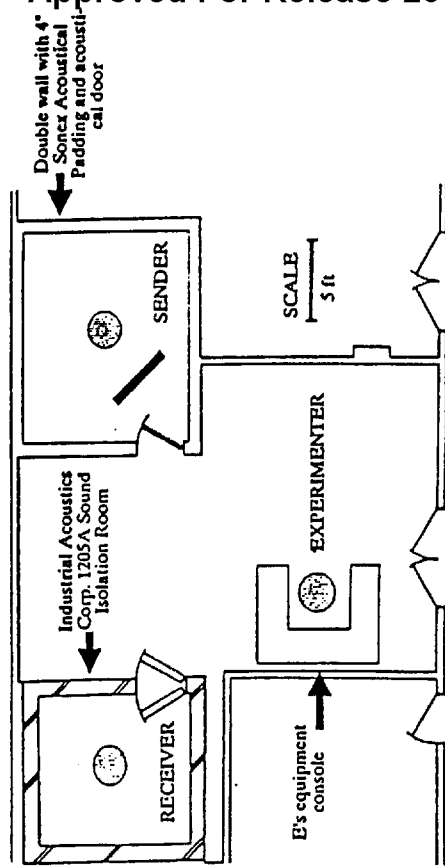 Approved For Release 20
Double wall with 4"
Sonex Acoustical
Padding and acousti-
cal door
SENDER
SCALE
5 ft
Industrial Acoustics
Corp. 1205A Sound
Isolation Room
EXPERIMENTER
RECEIVER
E's equipment
console